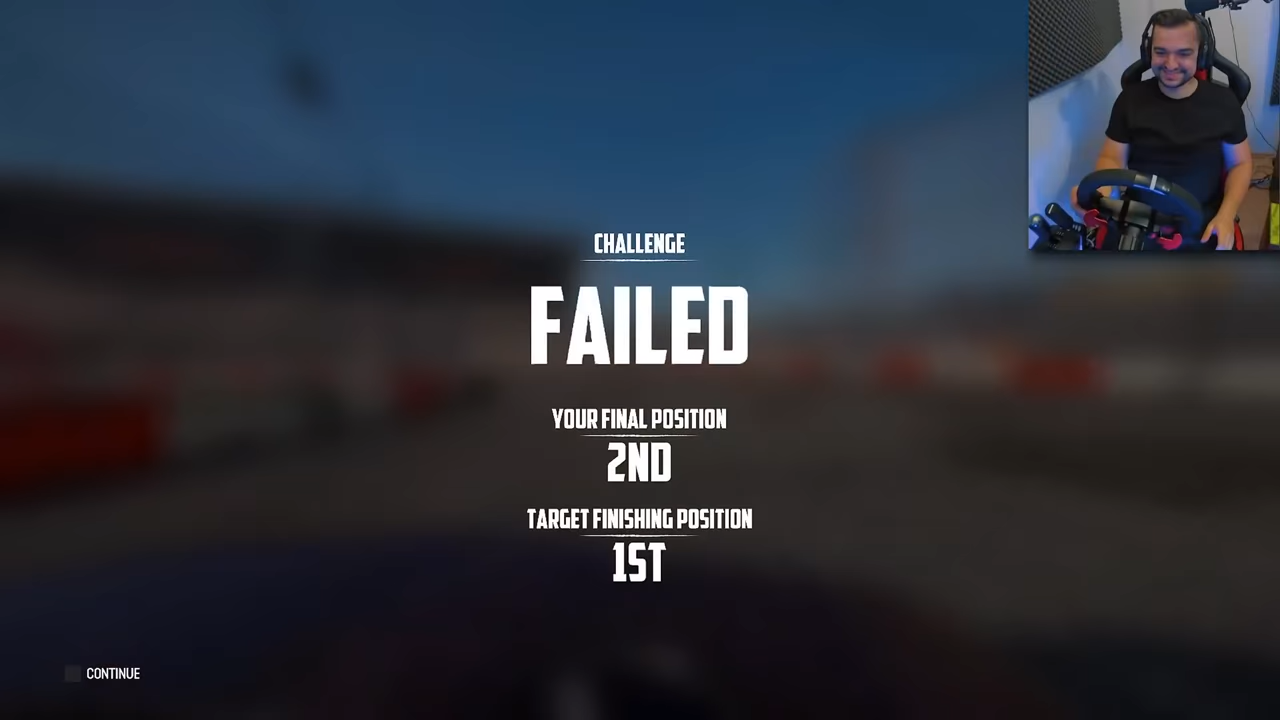 CHALLENGE
FAILED
YOUR FINAL POSITION
2ND
TARGET FINISHING POSITION
1ST
CONTINUE